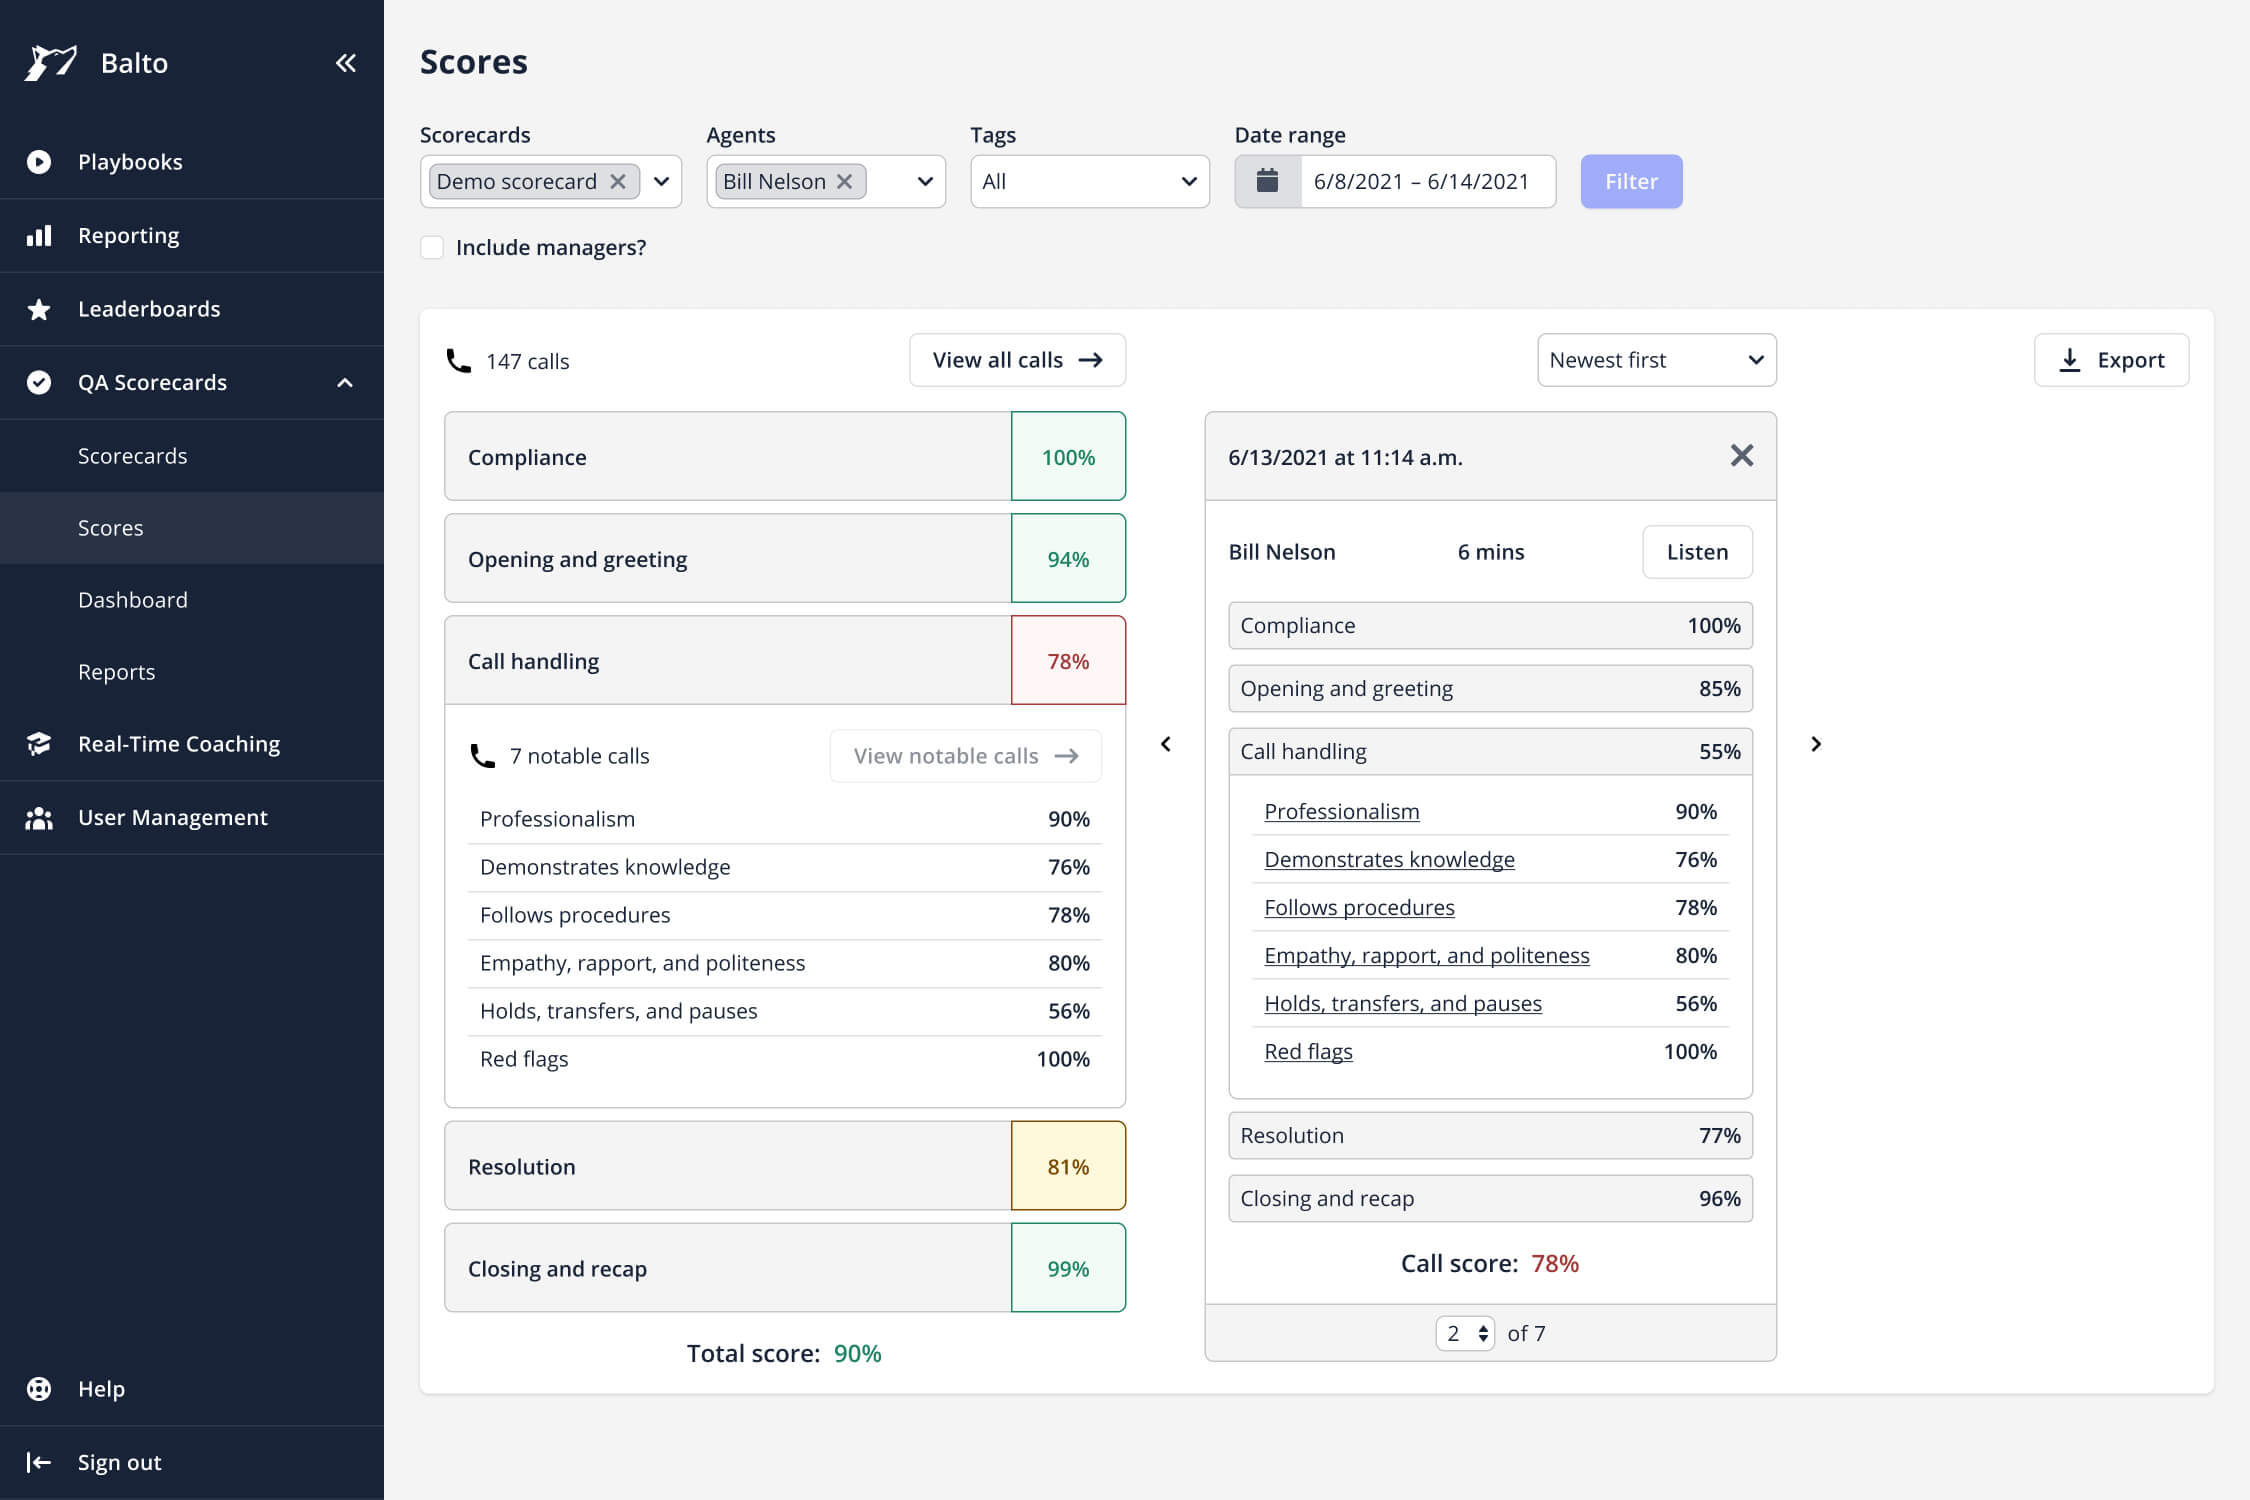 Balto
Playbooks
Reporting
Leaderboards
QA Scorecards
Scorecards
Scores
Dashboard
Reports
Real-Time Coaching
User Management
Help
Sign out
Scores
Scorecards
Demo scorecard
Agents
Bill Nelson
Tags
All
Date range
6/8/2021 – 6/14/2021
Filter
Include managers?
147 calls
View all calls
Compliance 100%
Opening and greeting 94%
Call handling 78%
7 notable calls
View notable calls
Professionalism 90%
Demonstrates knowledge 76%
Follows procedures 78%
Empathy, rapport, and politeness 80%
Holds, transfers, and pauses 56%
Red flags 100%
Resolution 81%
Closing and recap 99%
Total score: 90%
Newest first
Export
6/13/2021 at 11:14 a.m.
Bill Nelson 6 mins Listen
Compliance 100%
Opening and greeting 85%
Call handling 55%
Professionalism 90%
Demonstrates knowledge 76%
Follows procedures 78%
Empathy, rapport, and politeness 80%
Holds, transfers, and pauses 56%
Red flags 100%
Resolution 77%
Closing and recap 96%
Call score: 78%
2 of 7